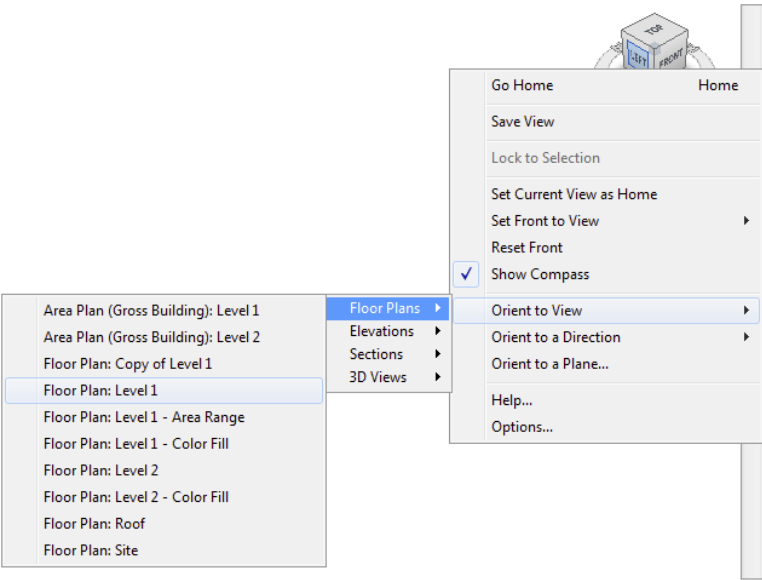 TOP
LEFT
FRONT
Go Home Home
Save View
Lock to Selection
Set Current View as Home
Set Front to View
Reset Front
Show Compass
Orient to View
Orient to a Direction
Orient to a Plane...
Help...
Options...
Floor Plans
Elevations
Sections
3D Views
Area Plan (Gross Building): Level 1
Area Plan (Gross Building): Level 2
Floor Plan: Copy of Level 1
Floor Plan: Level 1
Floor Plan: Level 1 - Area Range
Floor Plan: Level 1 - Color Fill
Floor Plan: Level 2
Floor Plan: Level 2 - Color Fill
Floor Plan: Roof
Floor Plan: Site